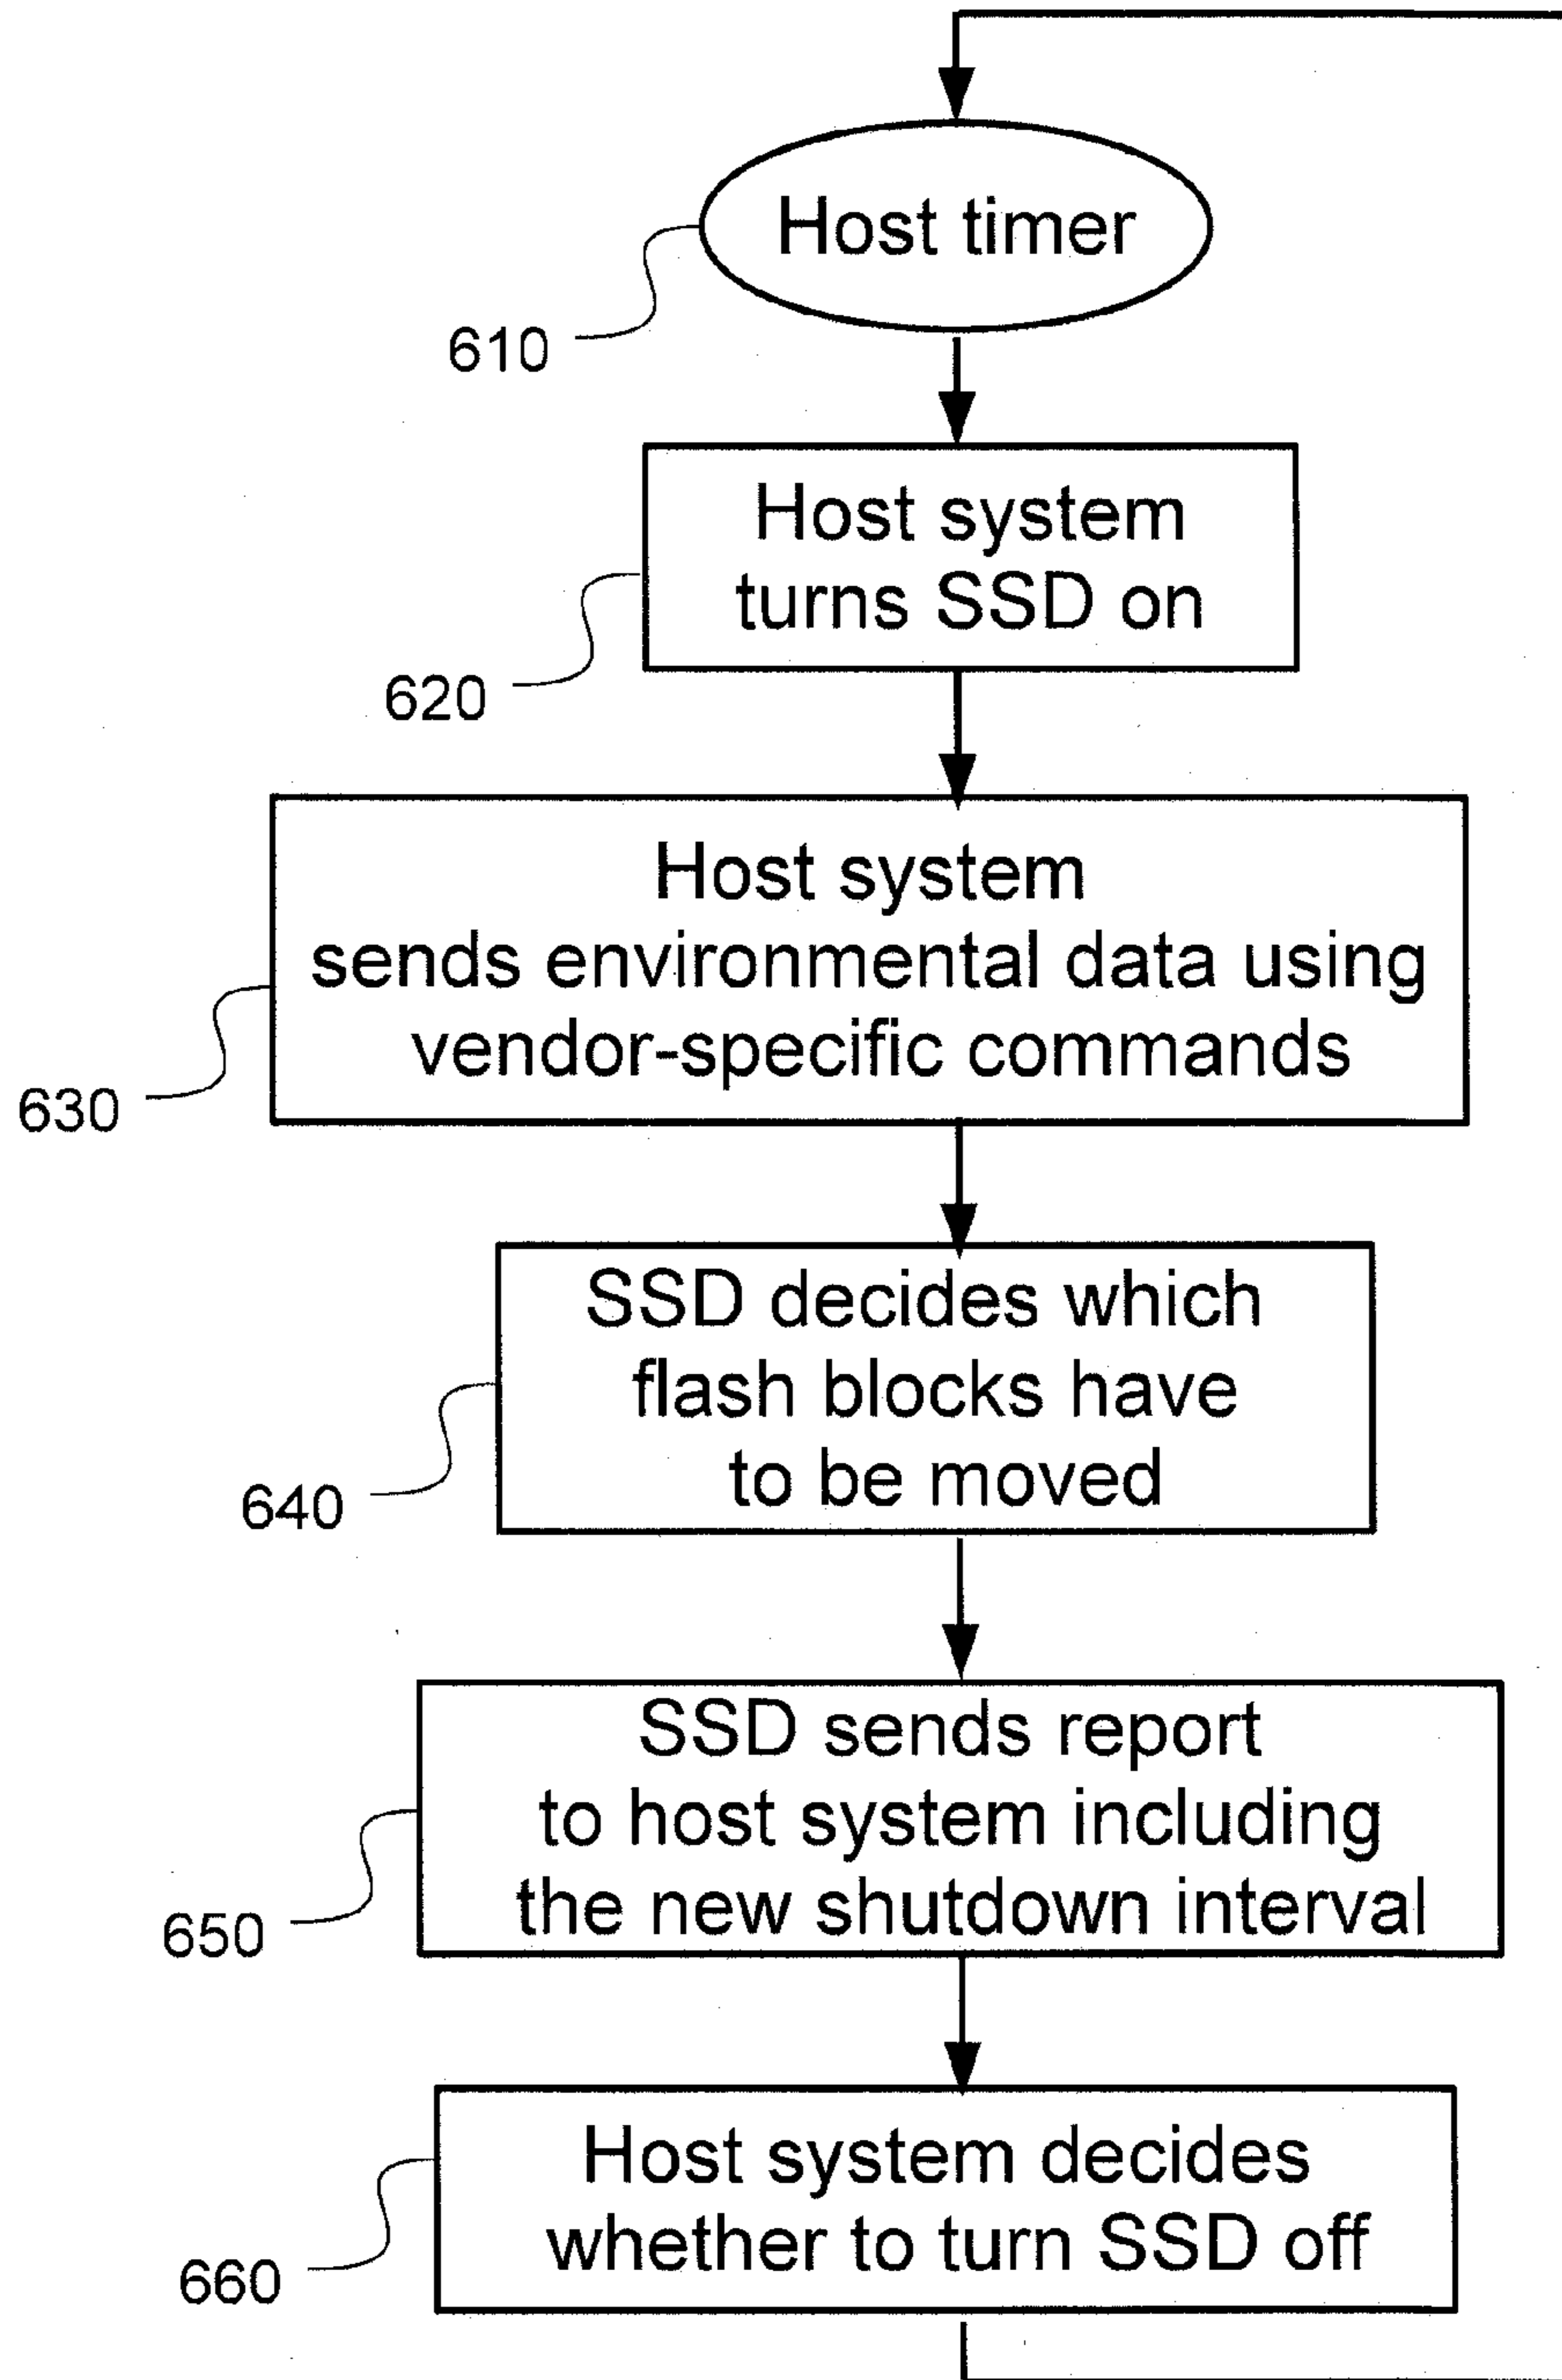 Host timer
610
Host system
turns SSD on
620
Host system
sends environmental data using
vendor-specific commands
630
SSD decides which
flash blocks have
to be moved
640
SSD sends report
to host system including
the new shutdown interval
650
Host system decides
whether to turn SSD off
660